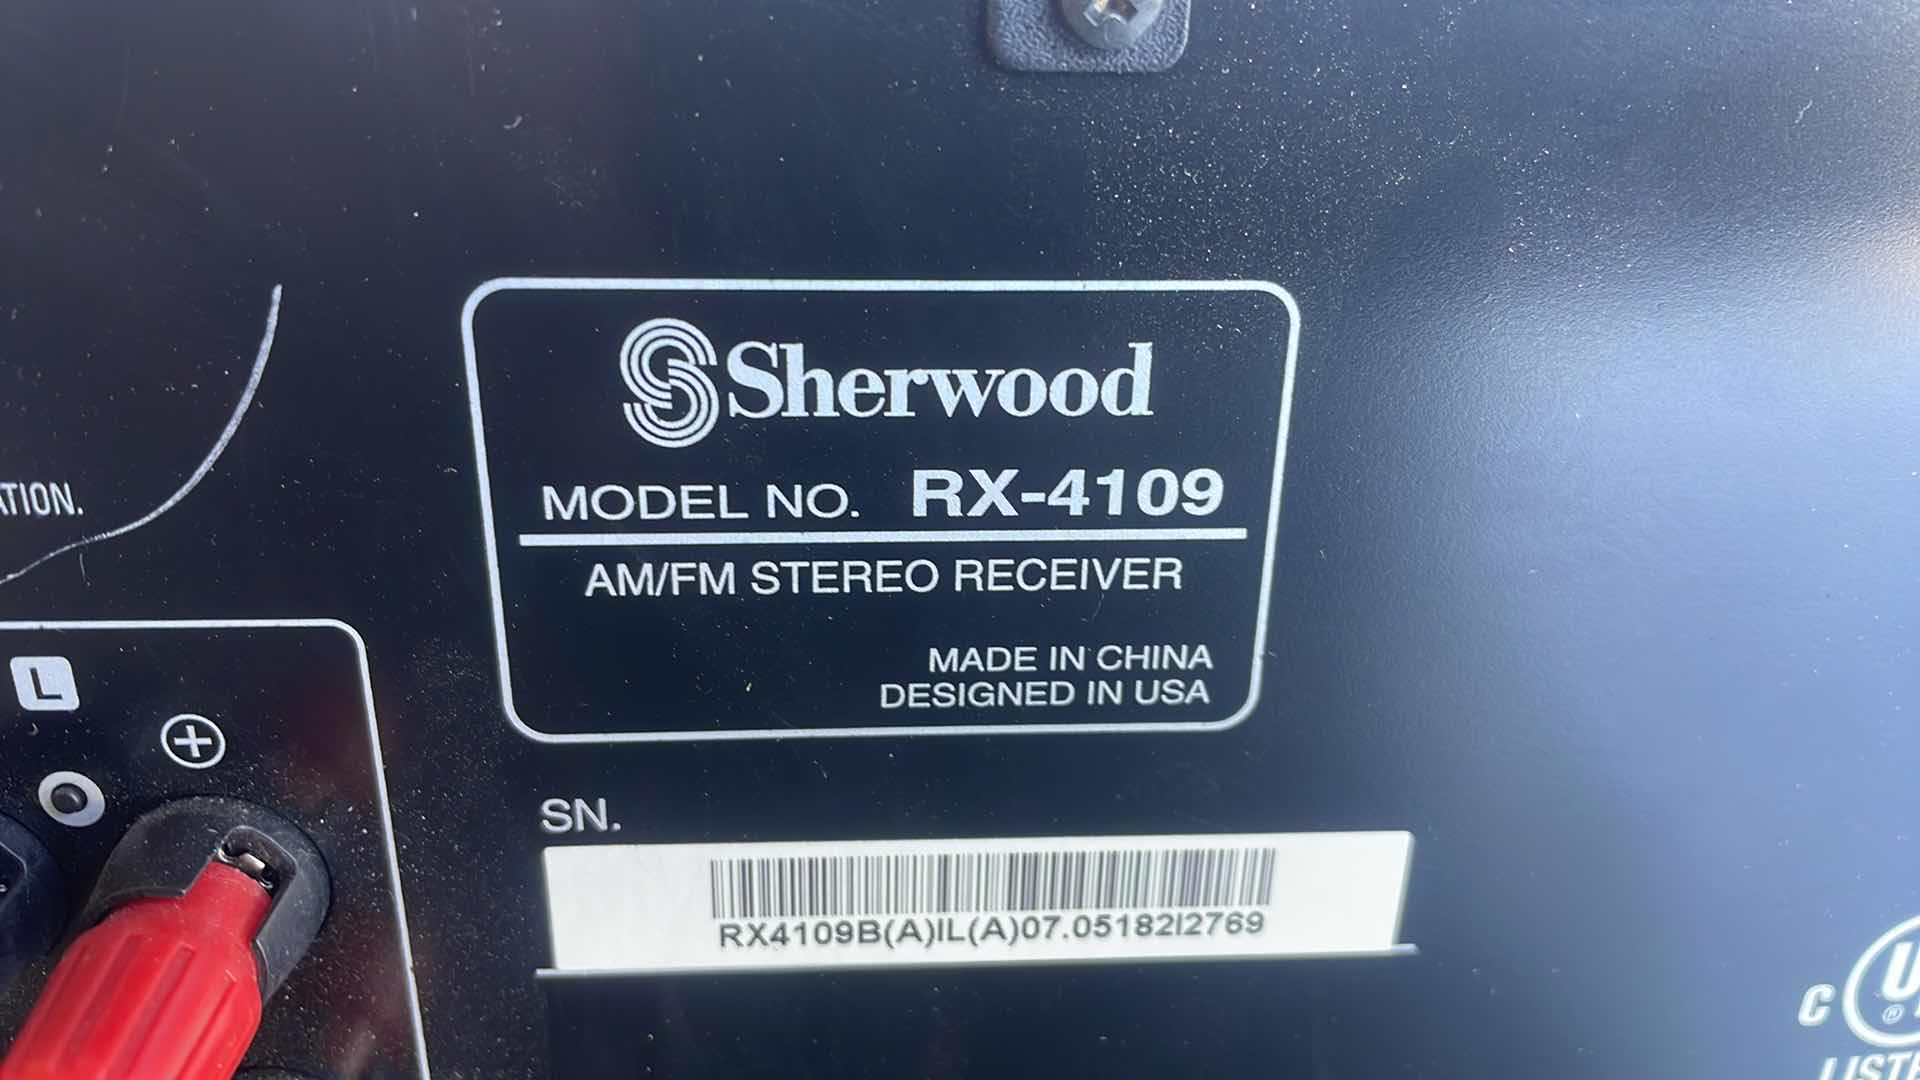 Sherwood
MODEL NO. RX-4109
AM/FM STEREO RECEIVER
MADE IN CHINA
DESIGNED IN USA
ATION.
L
+
SN.
RX4109B(A)IL(A)07.05182I2769
C U ®
LISTE